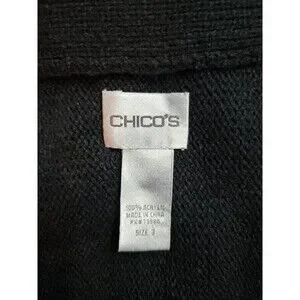 CHICO'S
100% ACRYLIC
MADE IN CHINA
SIZE 3